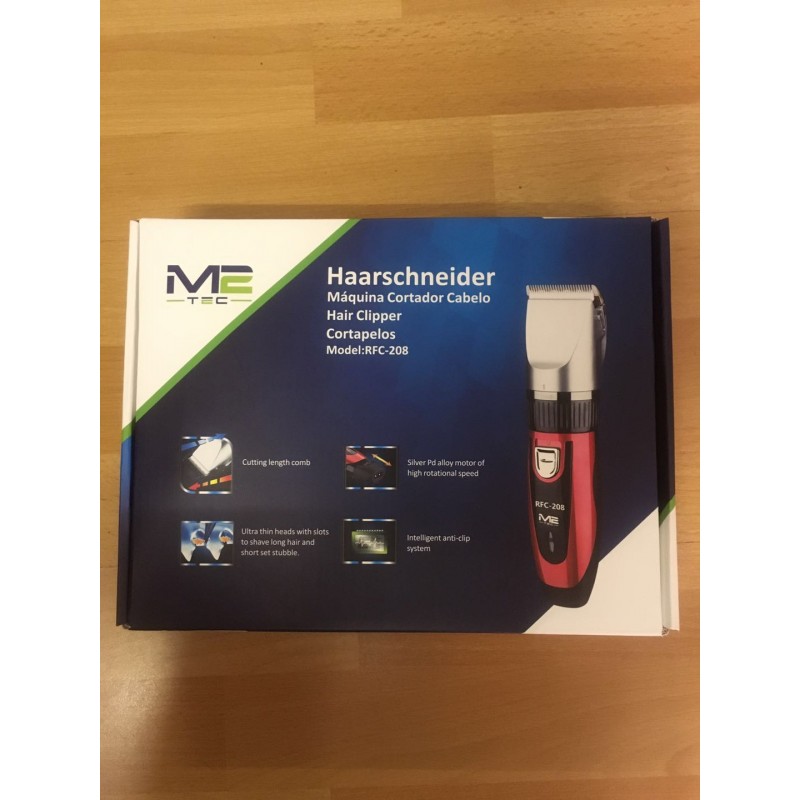 M2
TEC
Haarschneider
Máquina Cortador Cabelo
Hair Clipper
Cortapelos
Model:RFC-208
Cutting length comb
Silver Pd alloy motor of
high rotational speed
Ultra thin heads with slots
to shave long hair and
short set stubble.
Intelligent anti-clip
system
RFC-208
M2